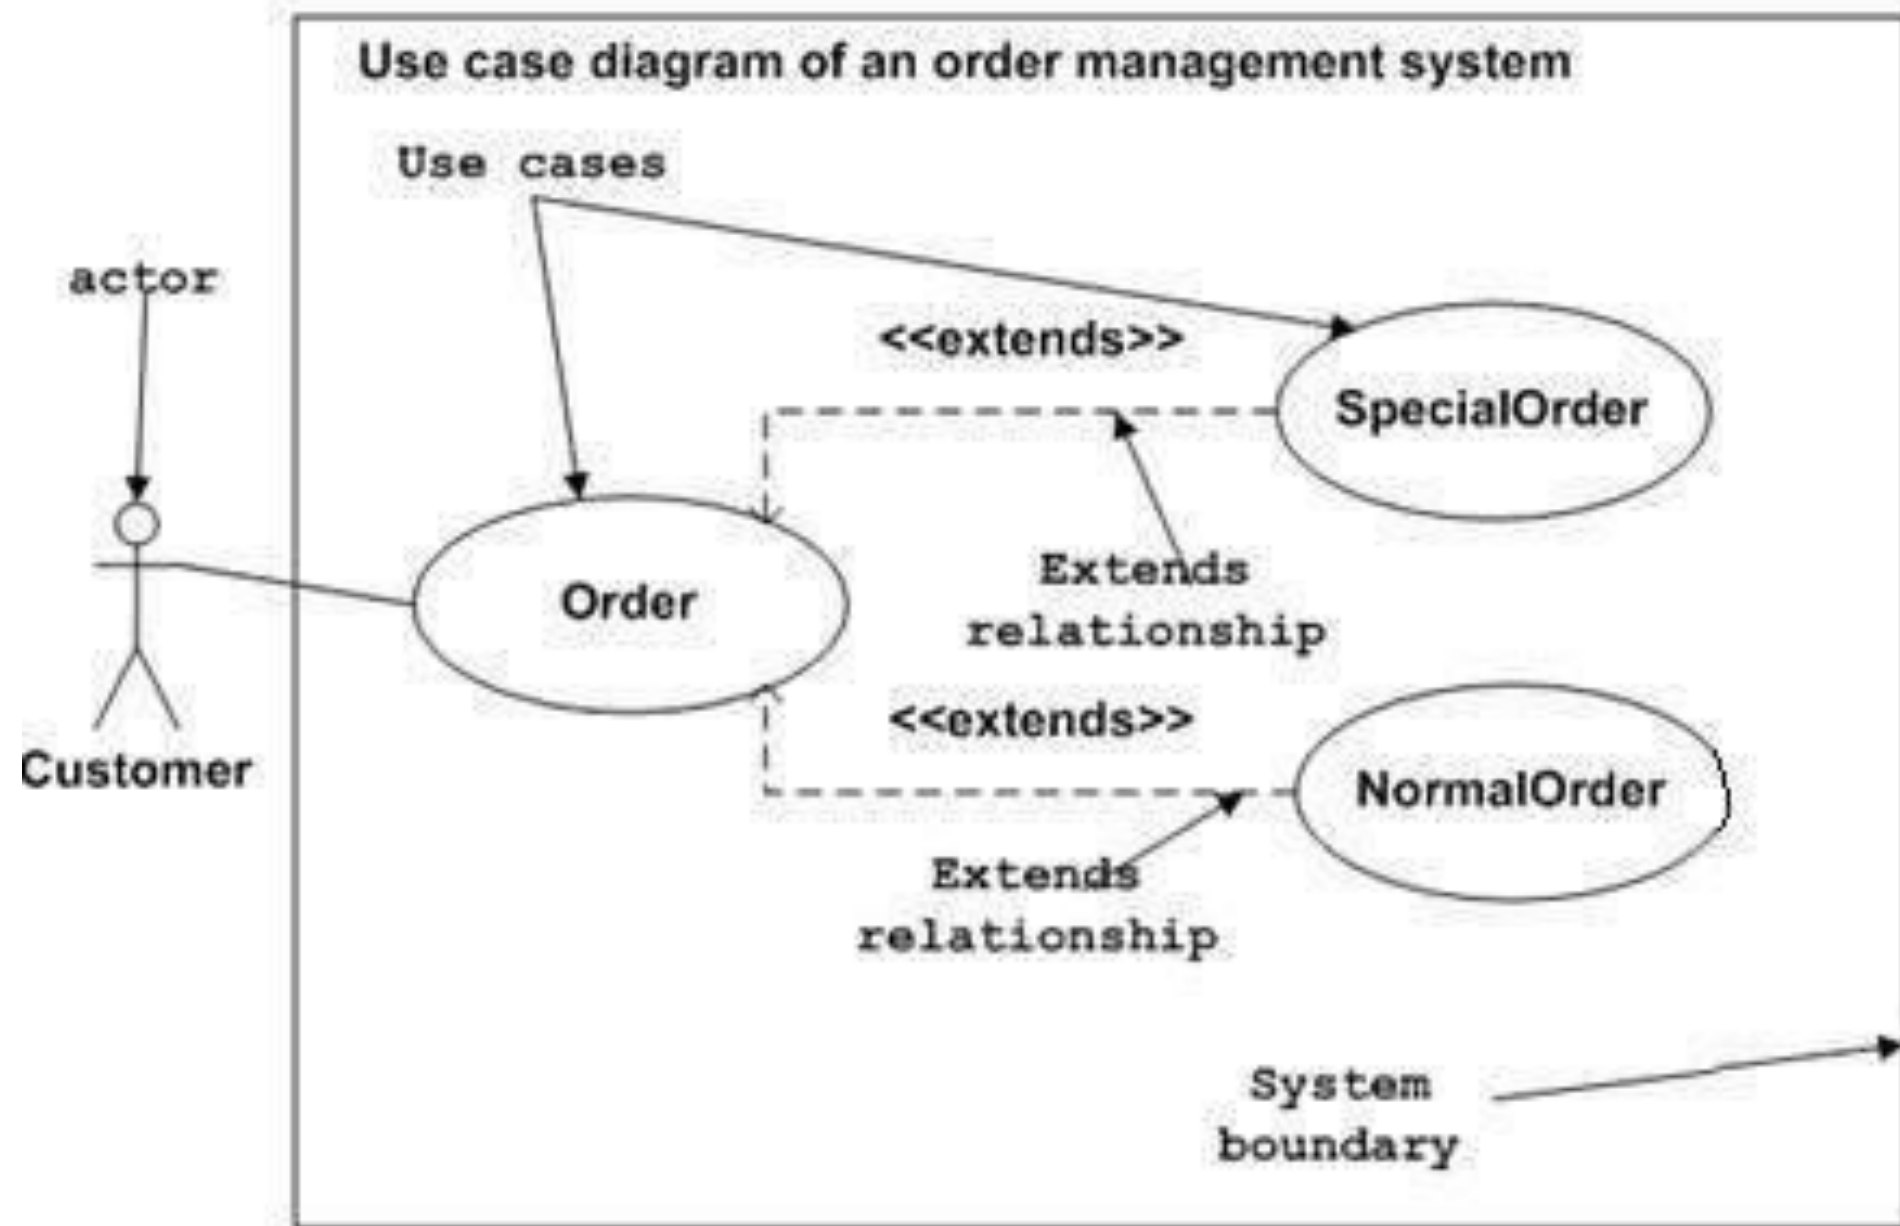 Use case diagram of an order management system
Use cases
actor
<<extends>>
SpecialOrder
Extends
relationship
Order
<<extends>>
Customer
NormalOrder
Extends
relationship
System
boundary